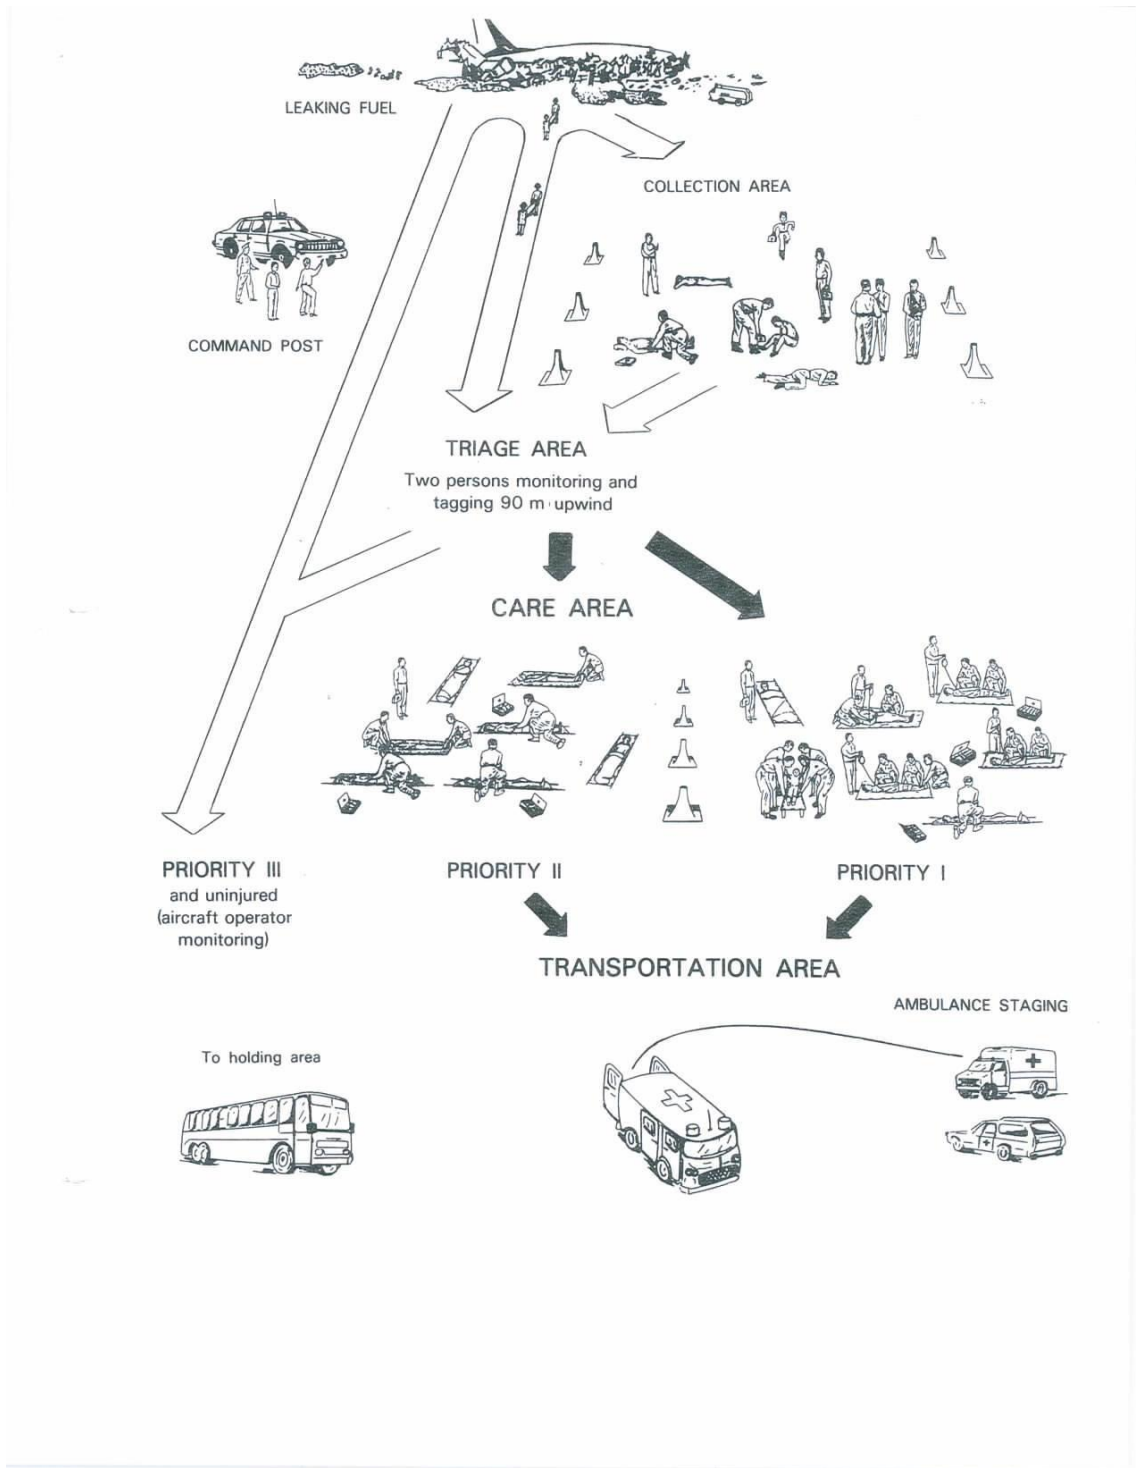 LEAKING FUEL
COLLECTION AREA
COMMAND POST
TRIAGE AREA
Two persons monitoring and
tagging 90 m upwind
CARE AREA
PRIORITY III
and uninjured
(aircraft operator
monitoring)
PRIORITY II
PRIORITY I
TRANSPORTATION AREA
AMBULANCE STAGING
To holding area